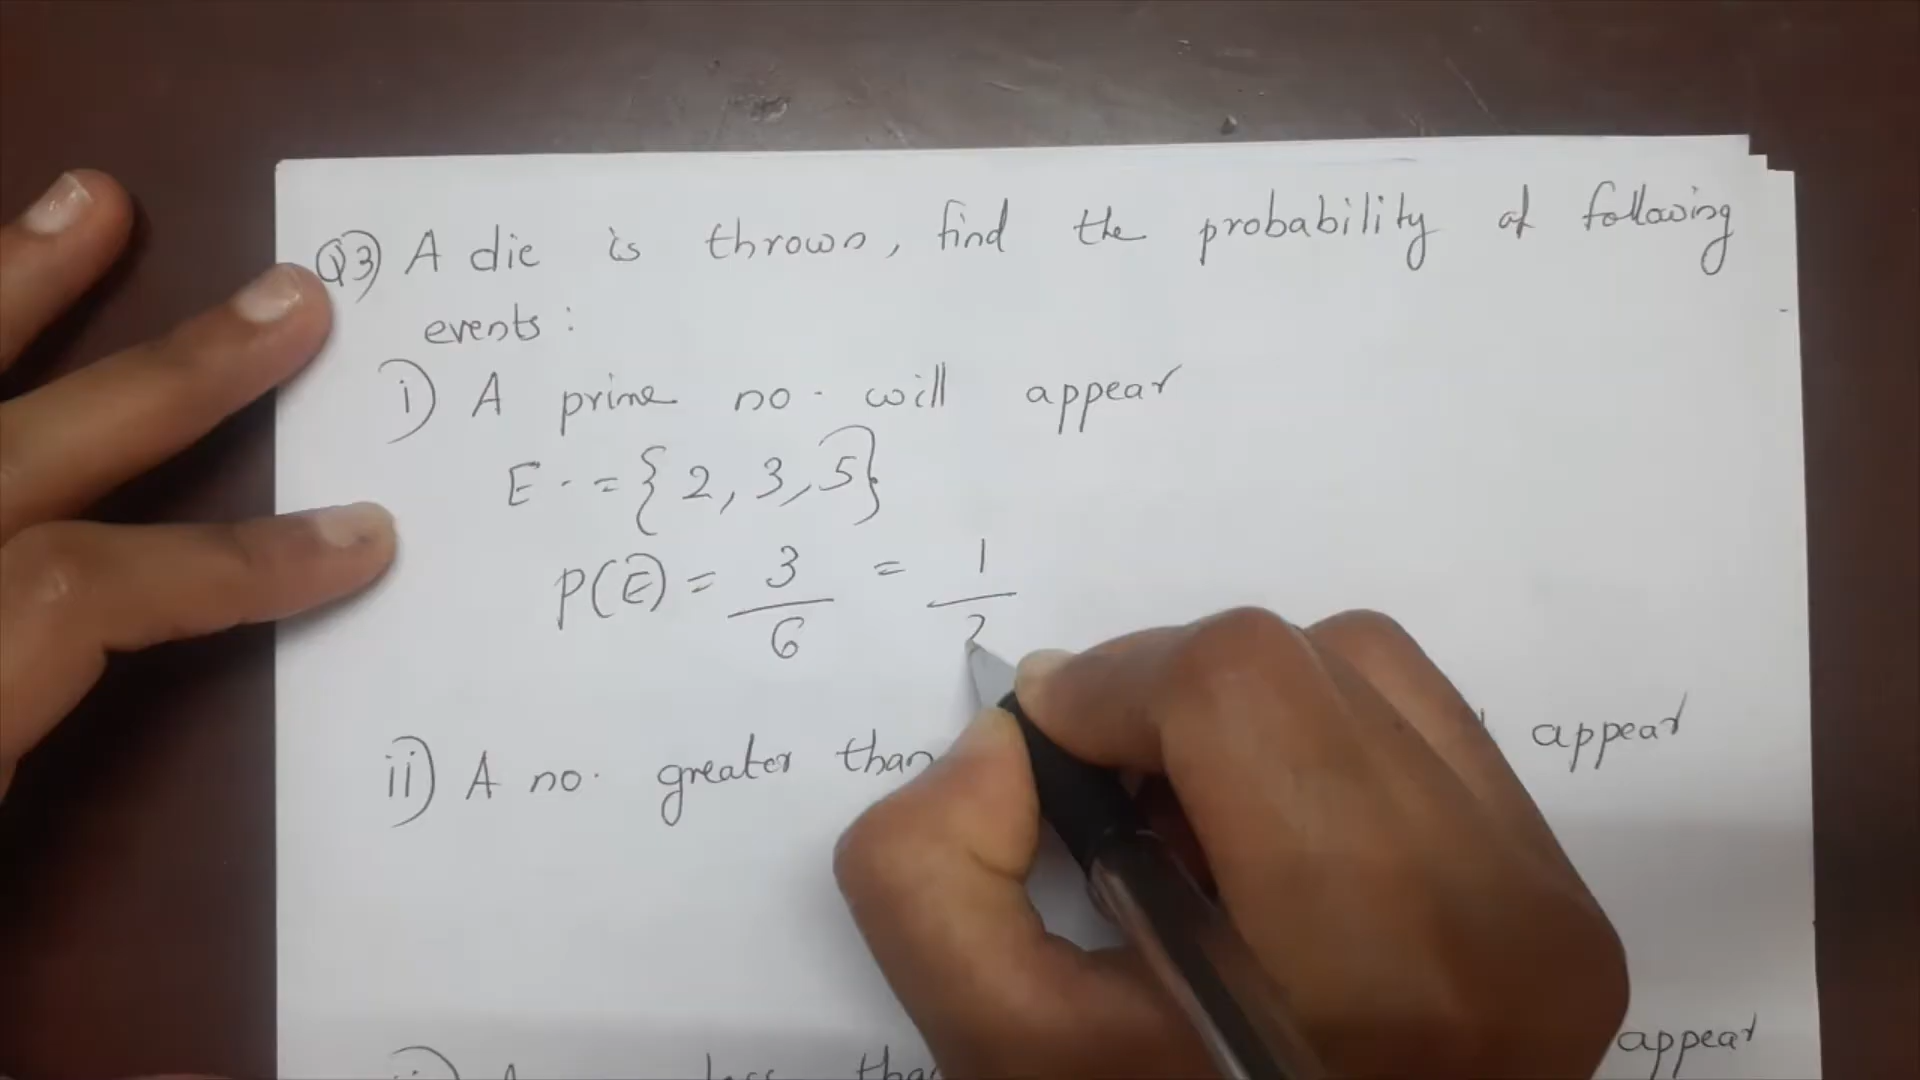 Q3) A die is thrown, find the probability of following
events:
i) A prime no. will appear
E = {2, 3, 5}
P(E) = 3/6 = 1/2
ii) A no. greater than appear
less appear